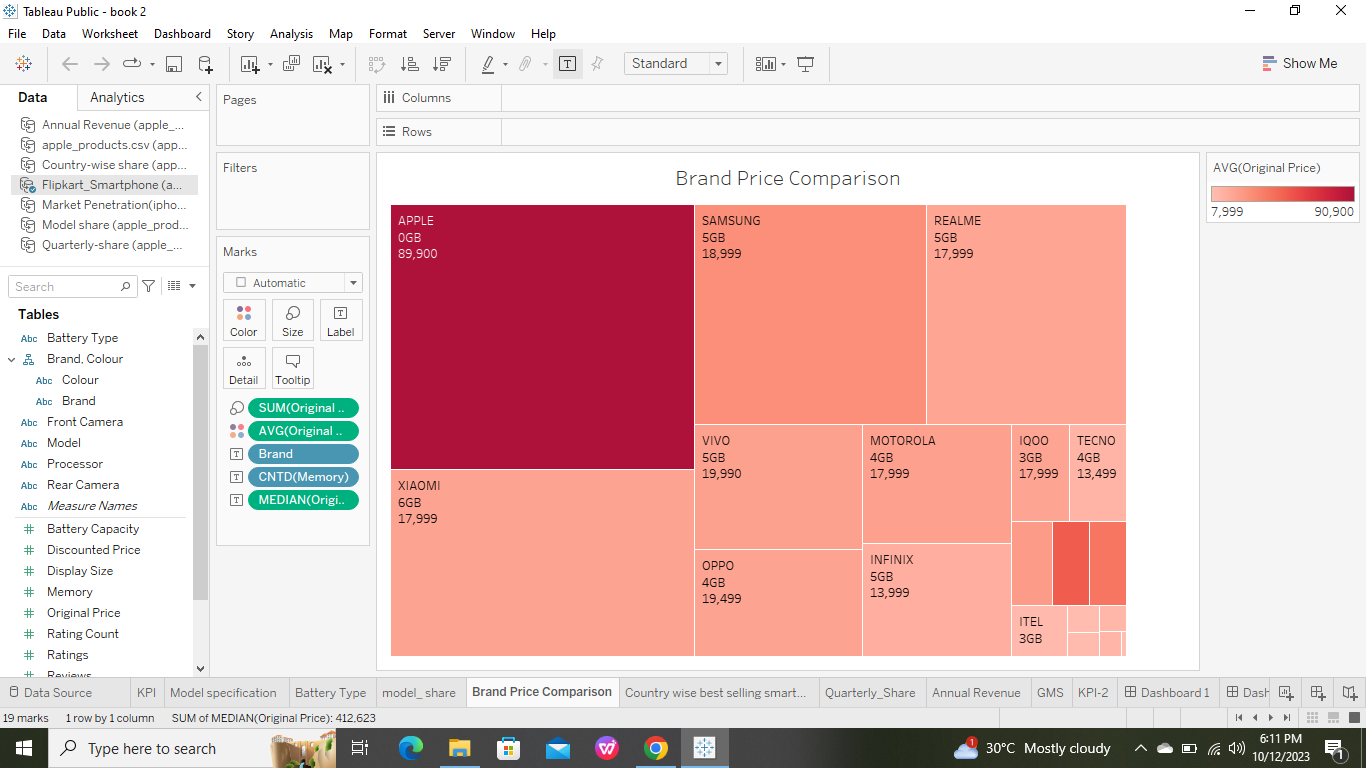 Tableau Public - book 2
File Data Worksheet Dashboard Story Analysis Map Format Server Window Help
Standard
Show Me
Data
Analytics
Annual Revenue (apple_...
apple_products.csv (app...
Country-wise share (app...
Flipkart_Smartphone (a...
Market Penetration(ipho...
Model share (apple_prod...
Quarterly-share (apple_...
Search
Tables
Abc Battery Type
Brand, Colour
Abc Colour
Abc Brand
Abc Front Camera
Abc Model
Abc Processor
Abc Rear Camera
Abc Measure Names
# Battery Capacity
# Discounted Price
# Display Size
# Memory
# Original Price
# Rating Count
# Ratings
# Reviews
Pages
Filters
Marks
Automatic
Color Size Label
Detail Tooltip
SUM(Original ..
AVG(Original ..
Brand
CNTD(Memory)
MEDIAN(Origi..
Columns
Rows
Brand Price Comparison
APPLE
0GB
89,900
SAMSUNG
5GB
18,999
REALME
5GB
17,999
XIAOMI
6GB
17,999
VIVO
5GB
19,990
OPPO
4GB
19,499
MOTOROLA
4GB
17,999
INFINIX
5GB
13,999
IQOO
3GB
17,999
TECNO
4GB
13,499
ITEL
3GB
AVG(Original Price)
7,999 90,900
Data Source KPI Model specification Battery Type model_ share Brand Price Comparison Country wise best selling smart... Quarterly_Share Annual Revenue GMS KPI-2 Dashboard 1 Dash
19 marks 1 row by 1 column SUM of MEDIAN(Original Price): 412,623
Type here to search
1
30°C Mostly cloudy
6:11 PM
10/12/2023
1